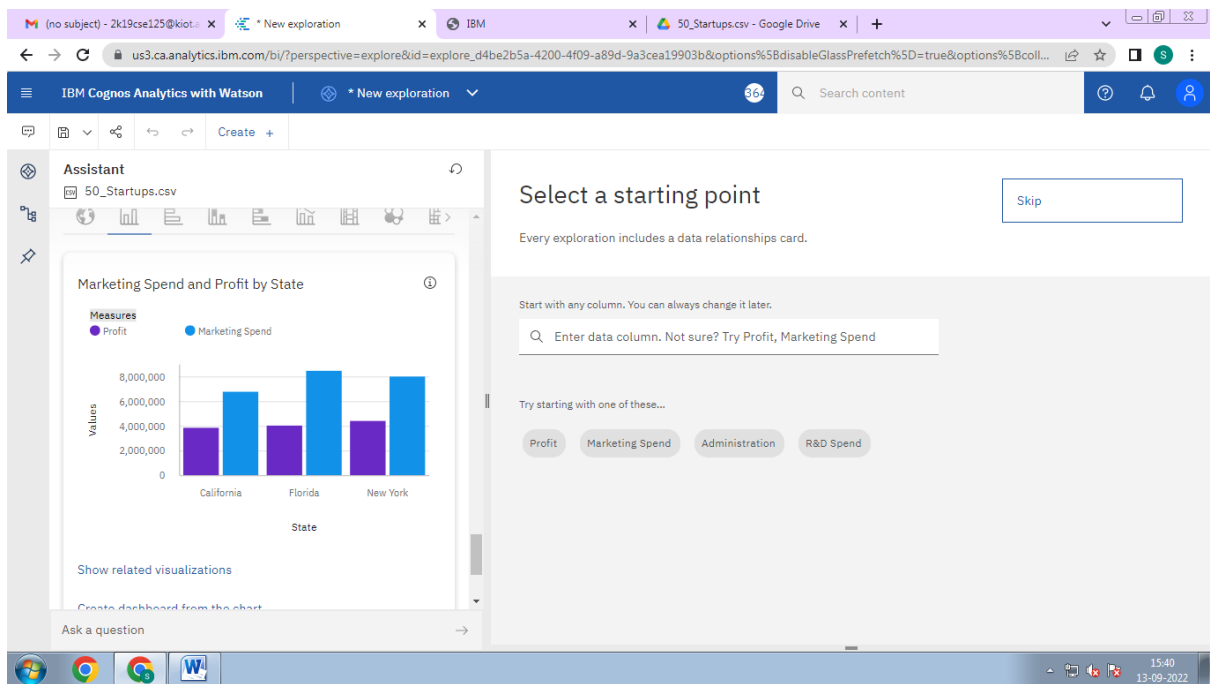 (no subject) - 2k19cse125@kiot.a
* New exploration
IBM
50_Startups.csv - Google Drive
us3.ca.analytics.ibm.com/bi/?perspective=explore&id=explore_d4be2b5a-4200-4f09-a89d-9a3cea19903b&options%5BdisableGlassPrefetch%5D=true&options%5Bcoll...
S
IBM Cognos Analytics with Watson
* New exploration
364
Search content
Create +
Assistant
50_Startups.csv
Marketing Spend and Profit by State
Measures
Profit
Marketing Spend
8,000,000
6,000,000
4,000,000
2,000,000
0
Values
California
Florida
New York
State
Show related visualizations
Create dashboard from the chart
Ask a question
Select a starting point
Skip
Every exploration includes a data relationships card.
Start with any column. You can always change it later.
Enter data column. Not sure? Try Profit, Marketing Spend
Try starting with one of these...
Profit
Marketing Spend
Administration
R&D Spend
15:40
13-09-2022